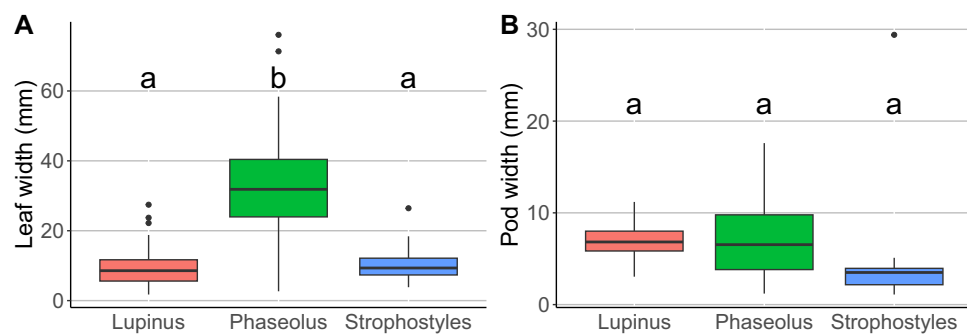 A
Leaf width (mm)
60
40
20
0
a
b
a
Lupinus
Phaseolus
Strophostyles
B
Pod width (mm)
30
20
10
0
a
a
a
Lupinus
Phaseolus
Strophostyles